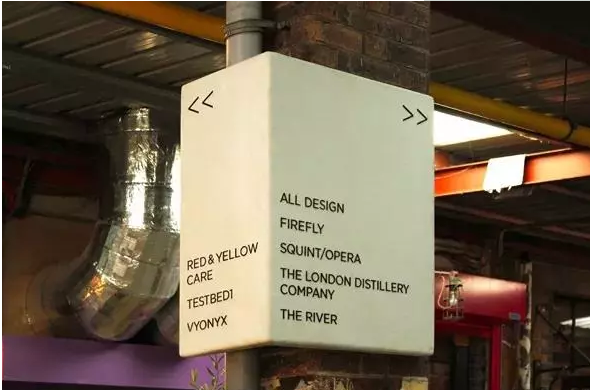 <<
RED & YELLOW
CARE
TESTBED1
VYONYX
>>
ALL DESIGN
FIREFLY
SQUINT/OPERA
THE LONDON DISTILLERY
COMPANY
THE RIVER